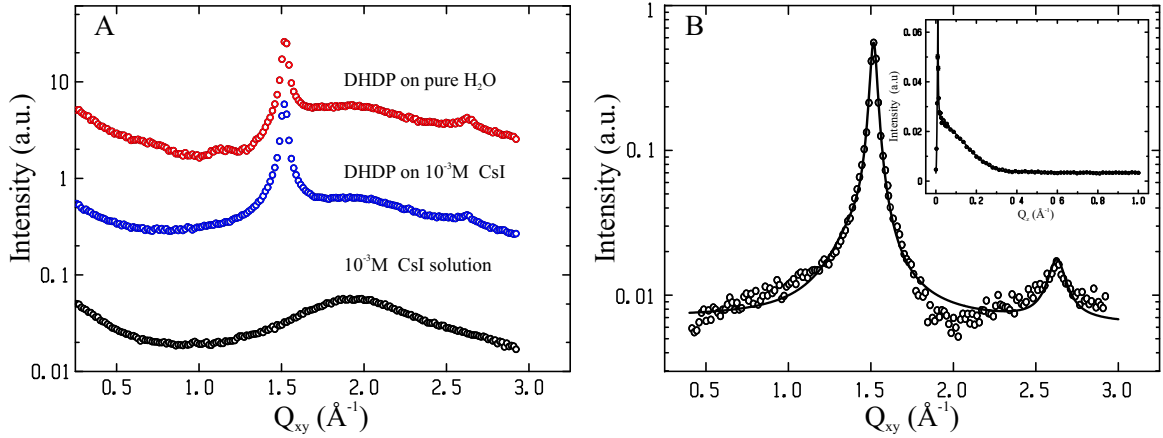 A
DHDP on pure H₂O
DHDP on 10⁻³M CsI
10⁻³M CsI solution
Intensity (a.u.)
10
1
0.1
0.01
0.5 1.0 1.5 2.0 2.5 3.0
Qxy (Å⁻¹)
B
Intensity (a.u.)
1
0.1
0.01
0.5 1.0 1.5 2.0 2.5 3.0
Qxy (Å⁻¹)
Intensity (a.u)
0.06
0.04
0.02
0
0 0.2 0.4 0.6 0.8 1.0
Qz (Å⁻¹)